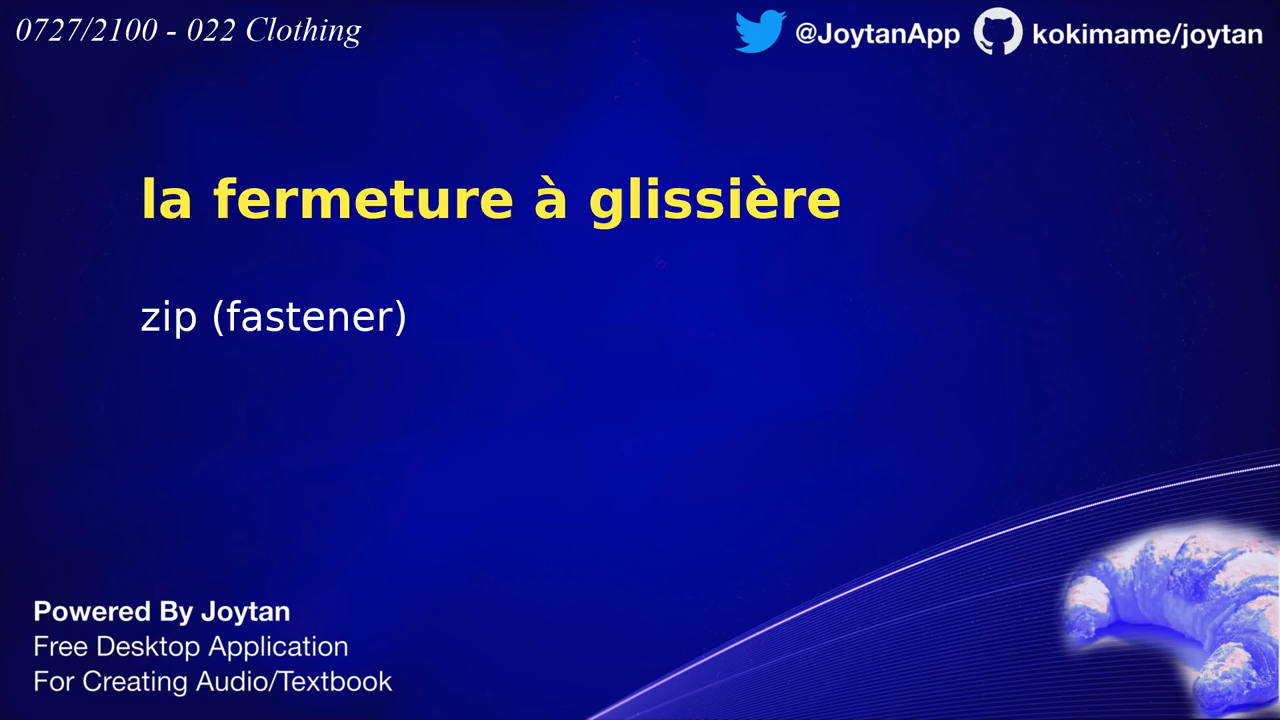 0727/2100 - 022 Clothing
@JoytanApp
kokimame/joytan
la fermeture à glissière
zip (fastener)
Powered By Joytan
Free Desktop Application
For Creating Audio/Textbook